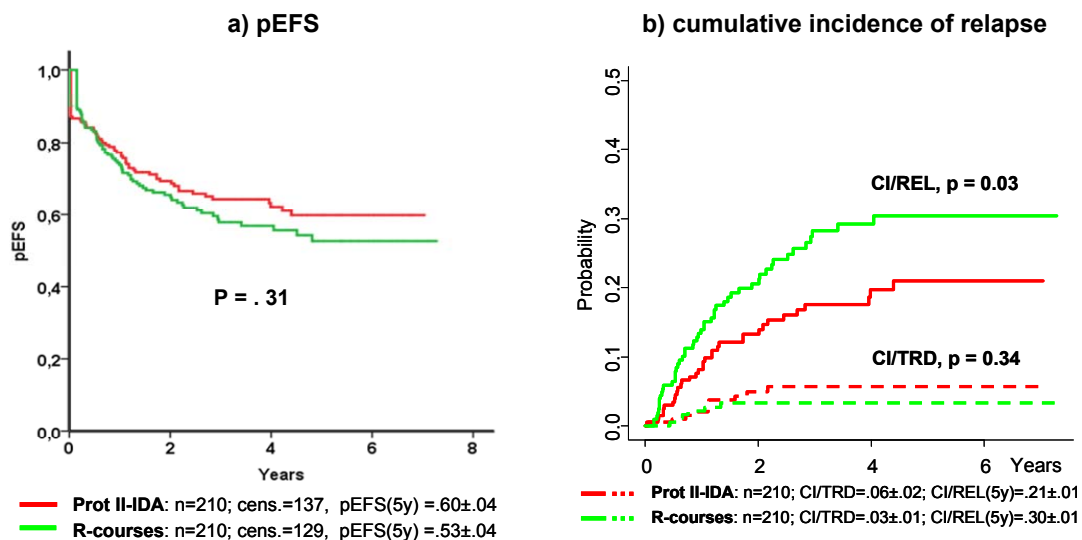 a) pEFS
1,0
0,8
0,6
0,4
0,2
0,0
pEFS
P = . 31
0 2 4 6 8
Years
Prot II-IDA: n=210; cens.=137, pEFS(5y) =.60±.04
R-courses: n=210; cens.=129, pEFS(5y) =.53±.04
b) cumulative incidence of relapse
0.5
0.4
0.3
0.2
0.1
0.0
Probability
CI/REL, p = 0.03
CI/TRD, p = 0.34
0 2 4 6 Years
Prot II-IDA: n=210; CI/TRD=.06±.02; CI/REL(5y)=.21±.01
R-courses: n=210; CI/TRD=.03±.01; CI/REL(5y)=.30±.01